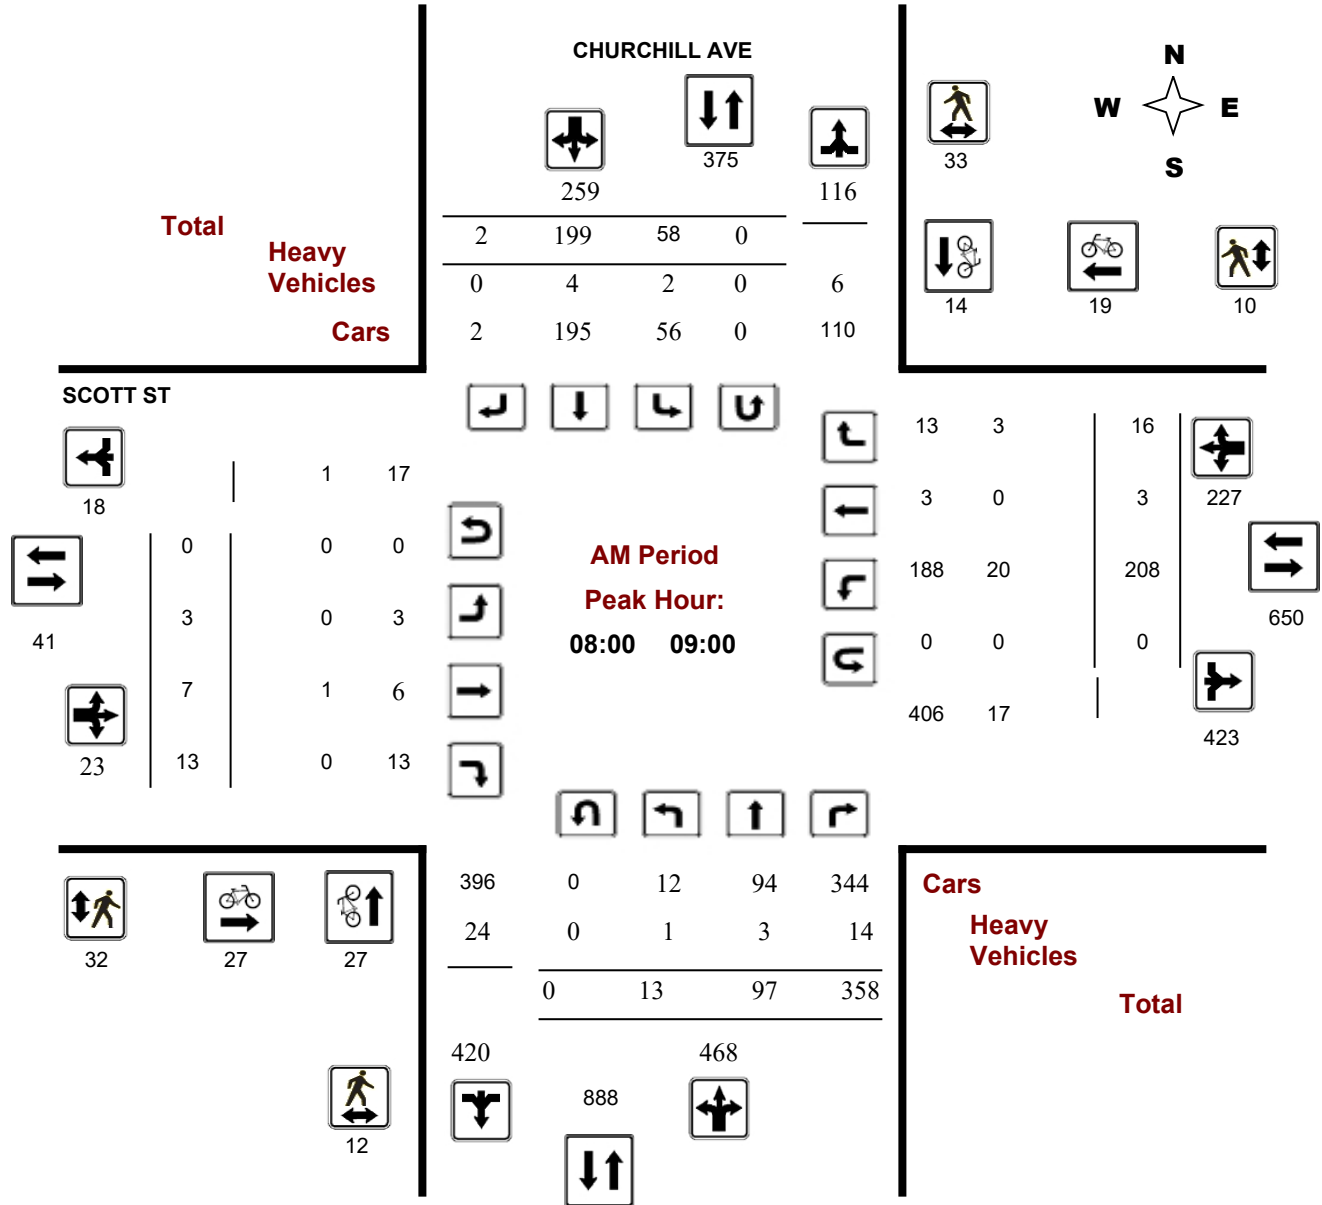 CHURCHILL AVE
N
W E
S
375
33
259 116
Total
2 199 58 0
Heavy
Vehicles
0 4 2 0 6
14 19 10
Cars
2 195 56 0 110
SCOTT ST
13 3 16
1 17
18
3 0 3 227
0 0 0
AM Period
188 20 208
3 0 3
Peak Hour:
650
41
08:00 09:00
0 0 0
7 1 6
406 17
423
23 13 0 13
396 0 12 94 344 Cars
24 0 1 3 14 Heavy
Vehicles
32 27 27
0 13 97 358
Total
420 468
888
12